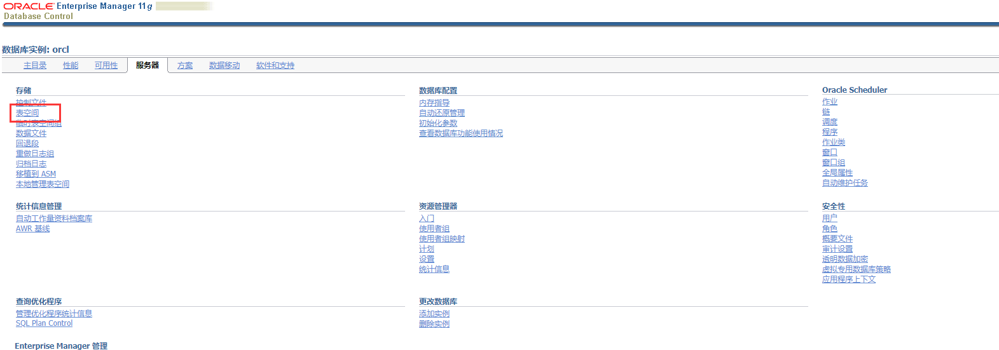 ORACLE Enterprise Manager 11g
Database Control
数据库实例: orcl
主目录 性能 可用性 服务器 方案 数据移动 软件和支持
存储
控制文件
表空间
临时表空间组
数据文件
回退段
重做日志组
归档日志
移植到 ASM
本地管理表空间
数据库配置
内存指导
自动还原管理
初始化参数
查看数据库功能使用情况
Oracle Scheduler
作业
链
调度
程序
作业类
窗口
窗口组
全局属性
自动维护任务
统计信息管理
自动工作量资料档案库
AWR 基线
资源管理器
入门
使用者组
使用者组映射
计划
设置
统计信息
安全性
用户
角色
概要文件
审计设置
透明数据加密
虚拟专用数据库策略
应用程序上下文
查询优化程序
管理优化程序统计信息
SQL Plan Control
更改数据库
添加实例
删除实例
Enterprise Manager 管理